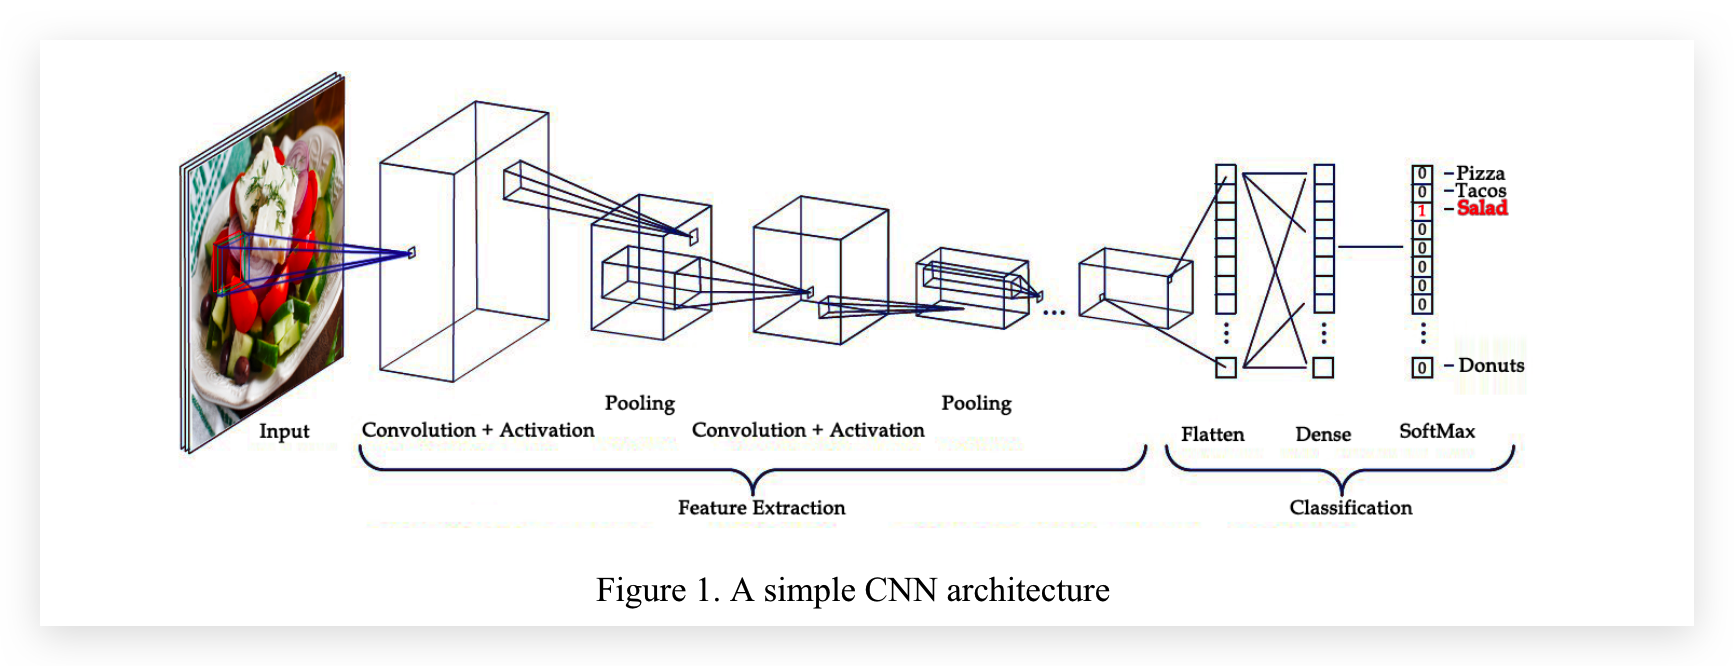 0
Pizza
0
Tacos
1
Salad
0
0
0
0
0
0
Donuts
Input
Convolution + Activation
Pooling
Convolution + Activation
Pooling
Flatten
Dense
SoftMax
Feature Extraction
Classification
Figure 1. A simple CNN architecture